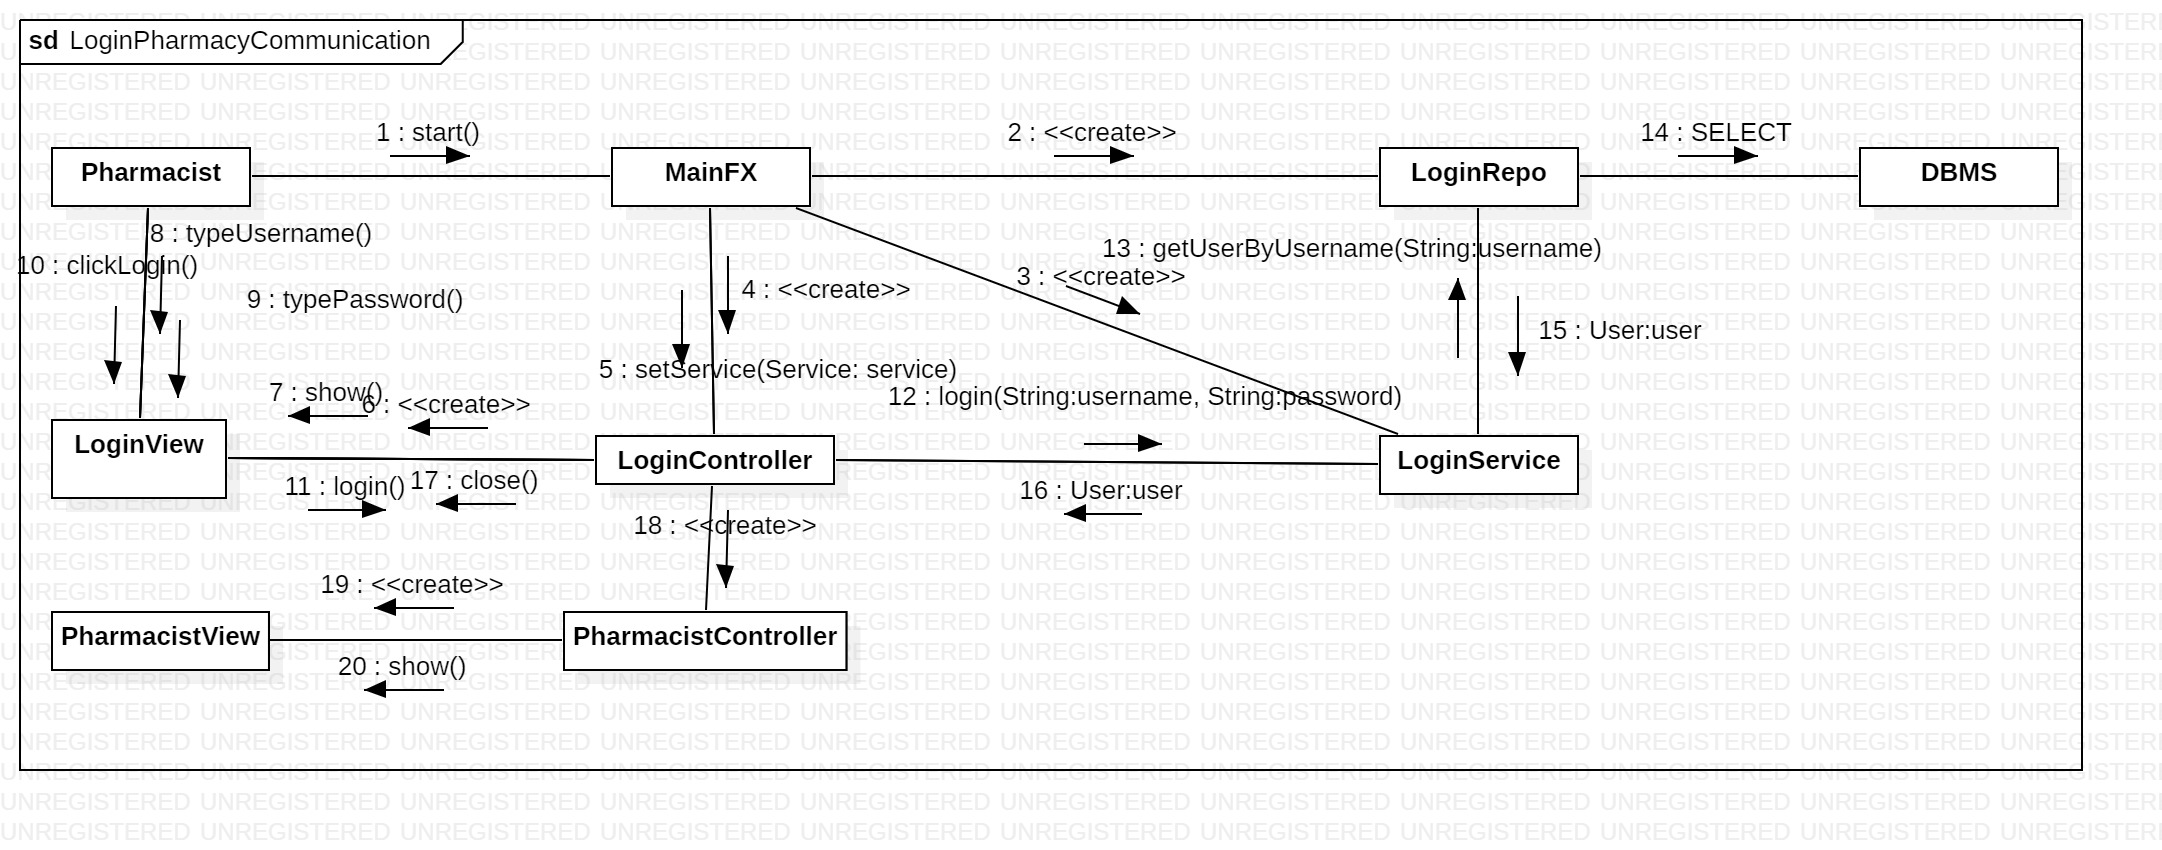 sd LoginPharmacyCommunication
1 : start()
2 : <<create>>
14 : SELECT
Pharmacist
MainFX
LoginRepo
DBMS
8 : typeUsername()
10 : clickLogin()
9 : typePassword()
13 : getUserByUsername(String:username)
3 : <<create>>
4 : <<create>>
15 : User:user
5 : setService(Service: service)
7 : show()
6 : <<create>>
12 : login(String:username, String:password)
LoginView
LoginController
LoginService
11 : login()
17 : close()
16 : User:user
18 : <<create>>
19 : <<create>>
PharmacistView
PharmacistController
20 : show()
UNREGISTERED